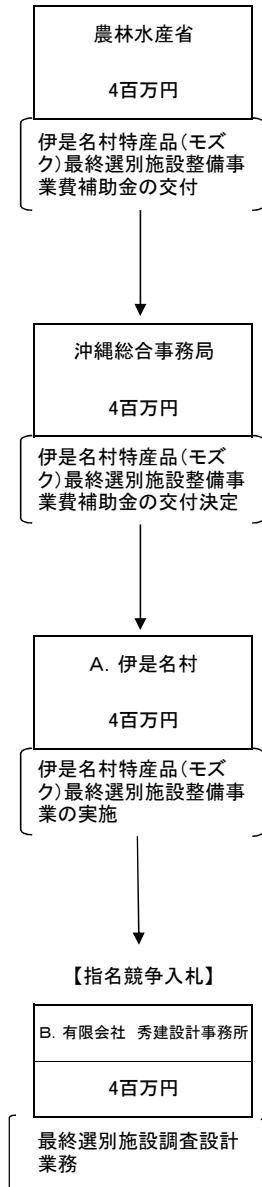 農林水産省
4百万円
伊是名村特産品(モズ
ク)最終選別施設整備事
業費補助金の交付
沖縄総合事務局
4百万円
伊是名村特産品(モズ
ク)最終選別施設整備事
業費補助金の交付決定
A. 伊是名村
4百万円
伊是名村特産品(モズ
ク)最終選別施設整備事
業の実施
【指名競争入札】
B. 有限会社 秀建設計事務所
4百万円
最終選別施設調査設計
業務